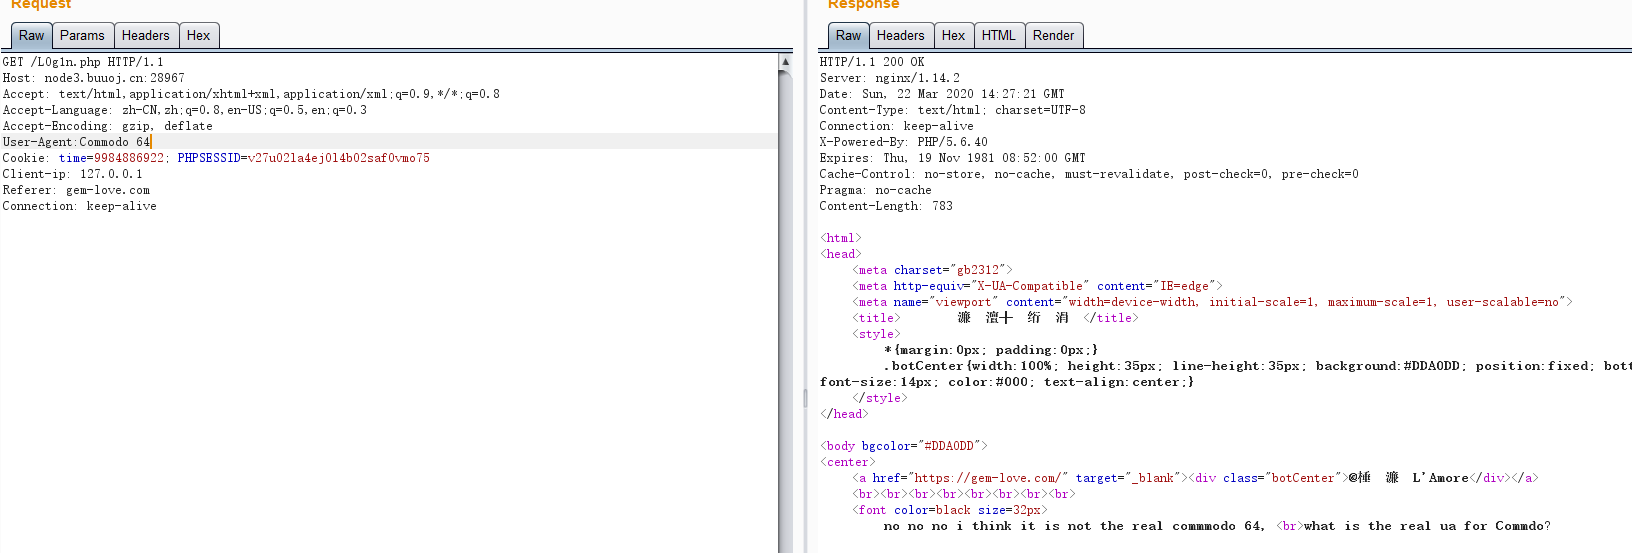 Request
Raw Params Headers Hex
GET /L0g1n.php HTTP/1.1
Host: node3.buuoj.cn:28967
Accept: text/html,application/xhtml+xml,application/xml;q=0.9,*/*;q=0.8
Accept-Language: zh-CN,zh;q=0.8,en-US;q=0.5,en;q=0.3
Accept-Encoding: gzip, deflate
User-Agent:Commodo 64
Cookie: time=9984886922; PHPSESSID=v27u021a4ej014b02saf0vmo75
Client-ip: 127.0.0.1
Referer: gem-love.com
Connection: keep-alive
Response
Raw Headers Hex HTML Render
HTTP/1.1 200 OK
Server: nginx/1.14.2
Date: Sun, 22 Mar 2020 14:27:21 GMT
Content-Type: text/html; charset=UTF-8
Connection: keep-alive
X-Powered-By: PHP/5.6.40
Expires: Thu, 19 Nov 1981 08:52:00 GMT
Cache-Control: no-store, no-cache, must-revalidate, post-check=0, pre-check=0
Pragma: no-cache
Content-Length: 783
<html>
<head>
<meta charset="gb2312">
<meta http-equiv="X-UA-Compatible" content="IE=edge">
<meta name="viewport" content="width=device-width, initial-scale=1, maximum-scale=1, user-scalable=no">
<title> 濂 澶十 绗 涓 </title>
<style>
*{margin:0px; padding:0px;}
.botCenter{width:100%; height:35px; line-height:35px; background:#DDA0DD; position:fixed; bott
font-size:14px; color:#000; text-align:center;}
</style>
</head>
<body bgcolor="#DDA0DD">
<center>
<a href="https://gem-love.com/" target="_blank"><div class="botCenter">@棰 濂 L'Amore</div></a>
<br><br><br><br><br><br><br><br>
<font color=black size=32px>
no no no i think it is not the real commmodo 64, <br>what is the real ua for Commdo?